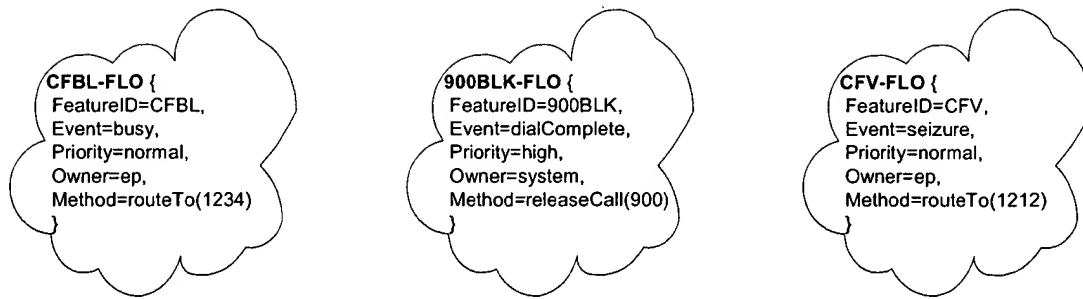 CFBL-FLO {
FeatureID=CFBL,
Event=busy,
Priority=normal,
Owner=ep,
Method=routeTo(1234)
}
900BLK-FLO {
FeatureID=900BLK,
Event=dialComplete,
Priority=high,
Owner=system,
Method=releaseCall(900)
}
CFV-FLO {
FeatureID=CFV,
Event=seizure,
Priority=normal,
Owner=ep,
Method=routeTo(1212)
}